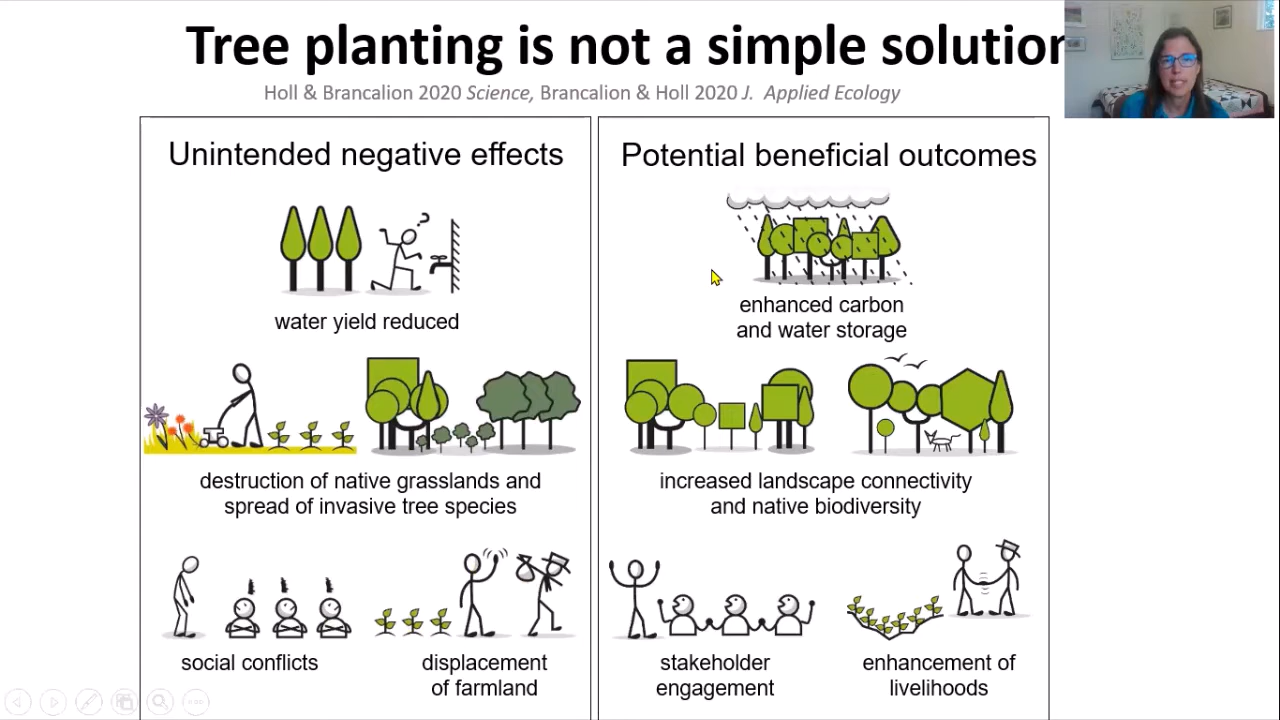 Tree planting is not a simple solution
Holl & Brancalion 2020 Science, Brancalion & Holl 2020 J. Applied Ecology
Unintended negative effects
?
water yield reduced
destruction of native grasslands and
spread of invasive tree species
social conflicts
displacement
of farmland
Potential beneficial outcomes
enhanced carbon
and water storage
increased landscape connectivity
and native biodiversity
stakeholder
engagement
enhancement of
livelihoods